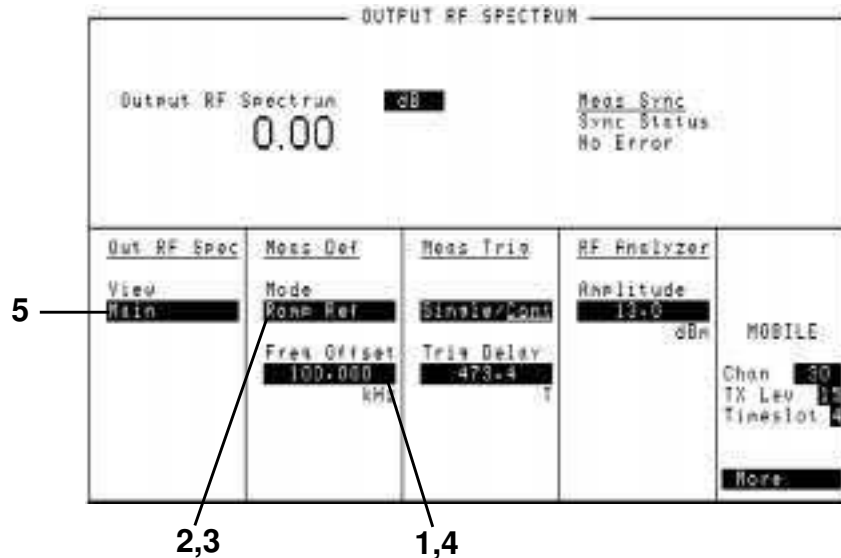 OUTPUT RF SPECTRUM
Output RF Spectrum dB
0.00
Meas Sync
Sync Status
No Error
Out RF Spec
View
Main
Meas Def
Mode
Ramp Ref
Freq Offset
100.000
kHz
Meas Trig
Single/Cont
Trig Delay
473.4
T
RF Analyzer
Amplitude
13.0
dBm
MOBILE
Chan 30
TX Lev 15
Timeslot 4
More
5
2,3
1,4